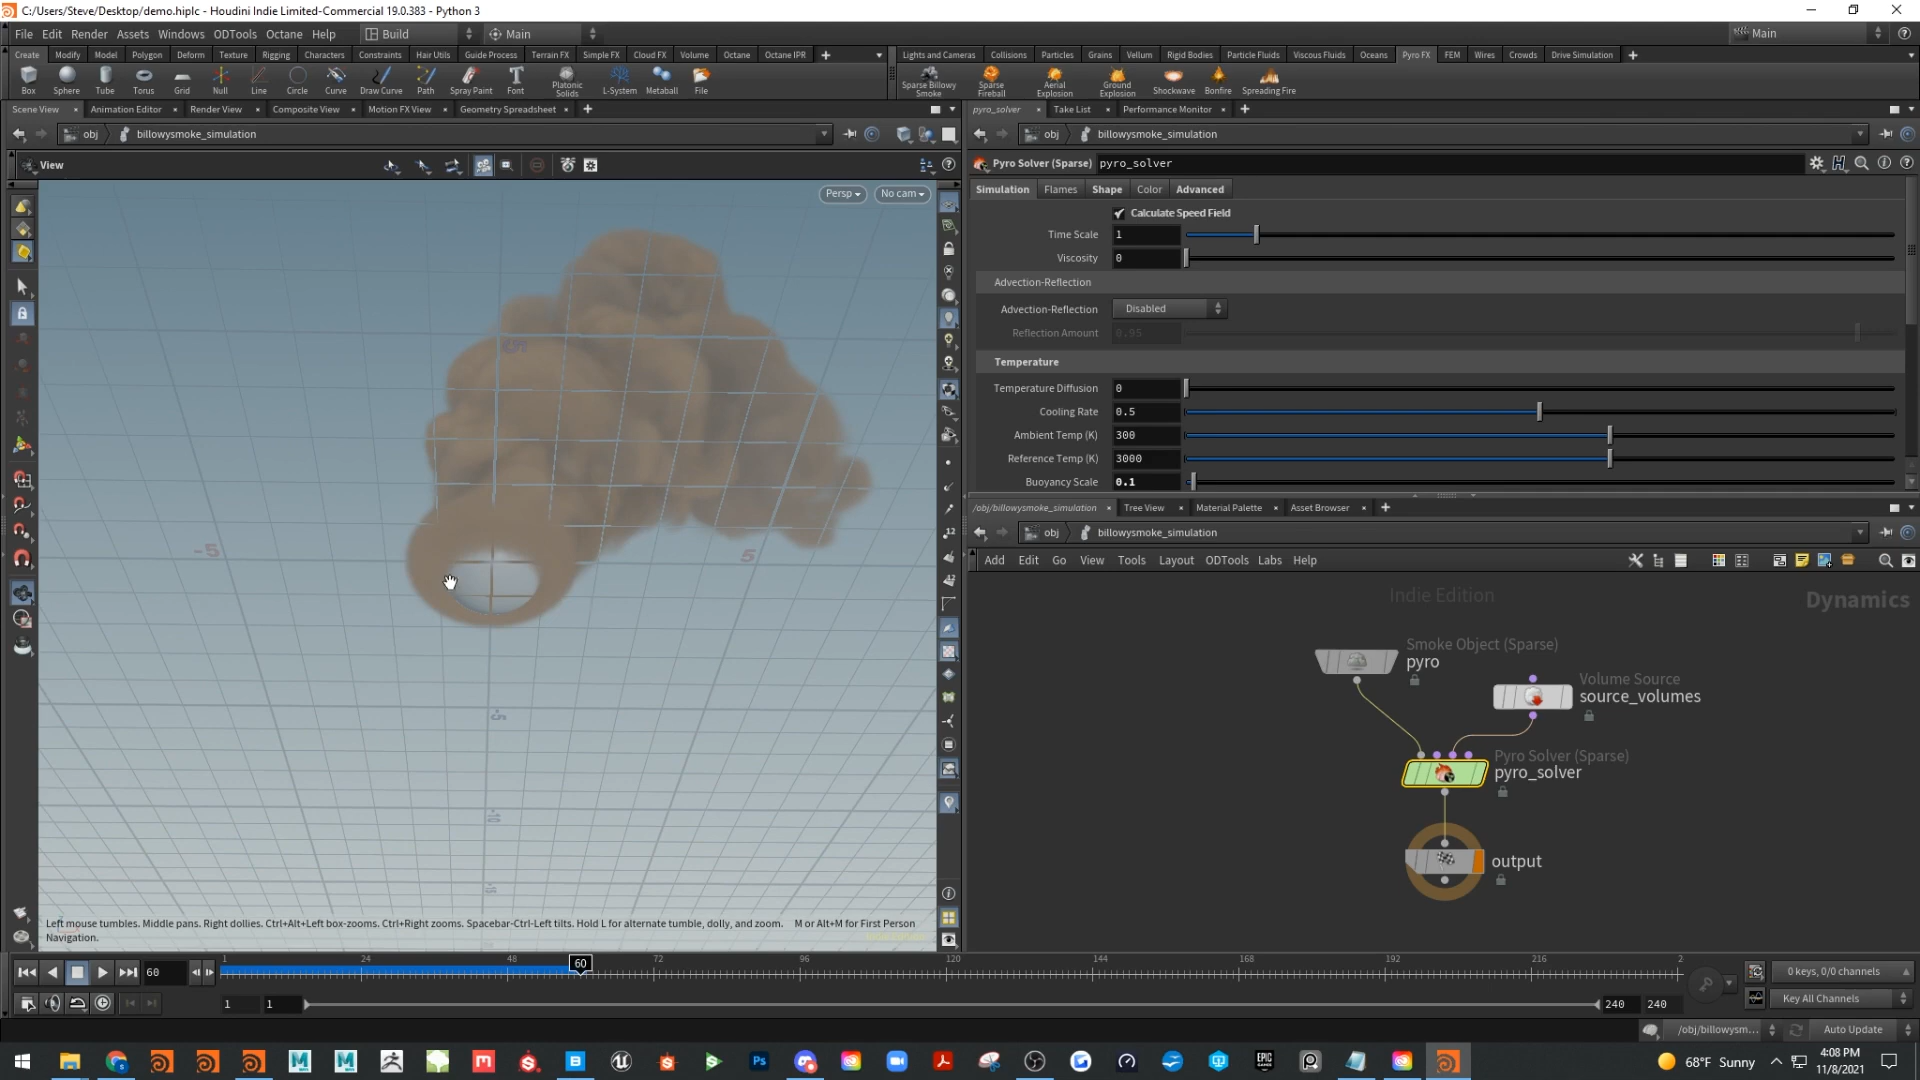 C:/Users/Steve/Desktop/demo.hiplc - Houdini Indie Limited-Commercial 19.0.383 - Python 3
File Edit Render Assets Windows ODTools Octane Help Build Main Main
Create Modify Model Polygon Deform Texture Rigging Characters Constraints Hair Utils Guide Process Terrain FX Simple FX Cloud FX Volume Octane Octane IPR
Lights and Cameras Collisions Particles Grains Vellum Rigid Bodies Particle Fluids Viscous Fluids Oceans Pyro FX FEM Wires Crowds Drive Simulation
Box Sphere Tube Torus Grid Null Line Circle Curve Draw Curve Path Spray Paint Font Platonic Solids L-System Metaball File
Sparse Billowy Smoke Sparse Fireball Aerial Explosion Ground Explosion Shockwave Bonfire Spreading Fire
Scene View Animation Editor Render View Composite View Motion FX View Geometry Spreadsheet
pyro_solver Take List Performance Monitor
obj billowysmoke_simulation
obj billowysmoke_simulation
View
Persp No cam
Pyro Solver (Sparse) pyro_solver
Simulation Flames Shape Color Advanced
Calculate Speed Field
Time Scale 1
Viscosity 0
Advection-Reflection
Advection-Reflection Disabled
Reflection Amount 0.95
Temperature
Temperature Diffusion 0
Cooling Rate 0.5
Ambient Temp (K) 300
Reference Temp (K) 3000
Buoyancy Scale 0.1
/obj/billowysmoke_simulation Tree View Material Palette Asset Browser
obj billowysmoke_simulation
Add Edit Go View Tools Layout ODTools Labs Help
Indie Edition
Dynamics
Smoke Object (Sparse)
pyro
Volume Source
source_volumes
Pyro Solver (Sparse)
pyro_solver
output
-5
5
Left mouse tumbles. Middle pans. Right dollies. Ctrl+Alt+Left box-zooms. Ctrl+Right zooms. Spacebar-Ctrl-Left tilts. Hold L for alternate tumble, dolly, and zoom. M or Alt+M for First Person
Navigation.
60
1 24 48 60 72 96 120 144 168 192 216 2
0 keys, 0/0 channels
1 1 240 240
Key All Channels
/obj/billowysm... Auto Update
68°F Sunny
4:08 PM
11/8/2021